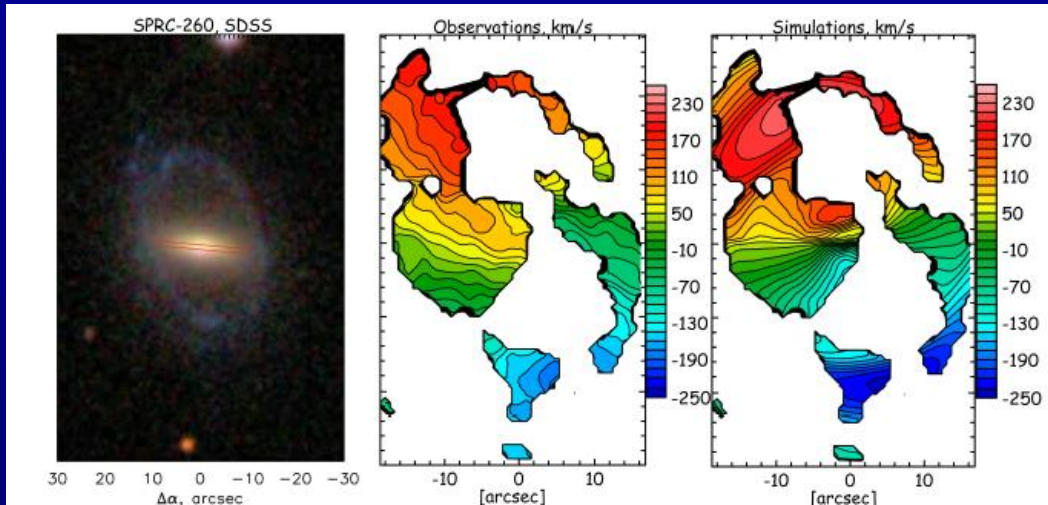 SPRC-260, SDSS
Observations, km/s
Simulations, km/s
230
170
110
50
-10
-70
-130
-190
-250
230
170
110
50
-10
-70
-130
-190
-250
30 20 10 0 -10 -20 -30
Δα, arcsec
-10 0 10
[arcsec]
-10 0 10
[arcsec]